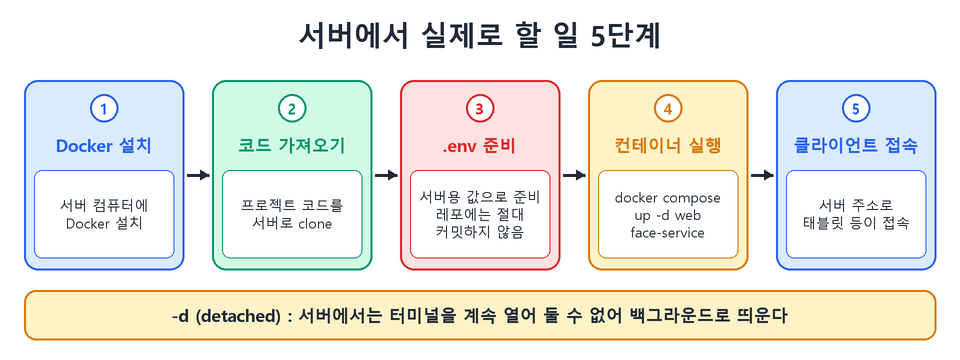 서버에서 실제로 할 일 5단계
1
Docker 설치
서버 컴퓨터에
Docker 설치
2
코드 가져오기
프로젝트 코드를
서버로 clone
3
.env 준비
서버용 값으로 준비
레포에는 절대
커밋하지 않음
4
컨테이너 실행
docker compose
up -d web
face-service
5
클라이언트 접속
서버 주소로
태블릿 등이 접속
-d (detached) : 서버에서는 터미널을 계속 열어 둘 수 없어 백그라운드로 띄운다